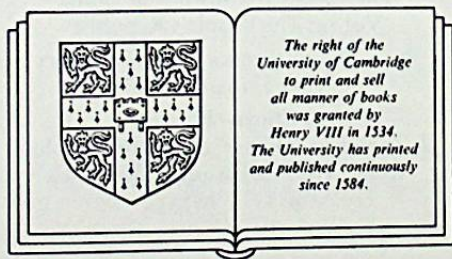 The right of the
University of Cambridge
to print and sell
all manner of books
was granted by
Henry VIII in 1534.
The University has printed
and published continuously
since 1584.